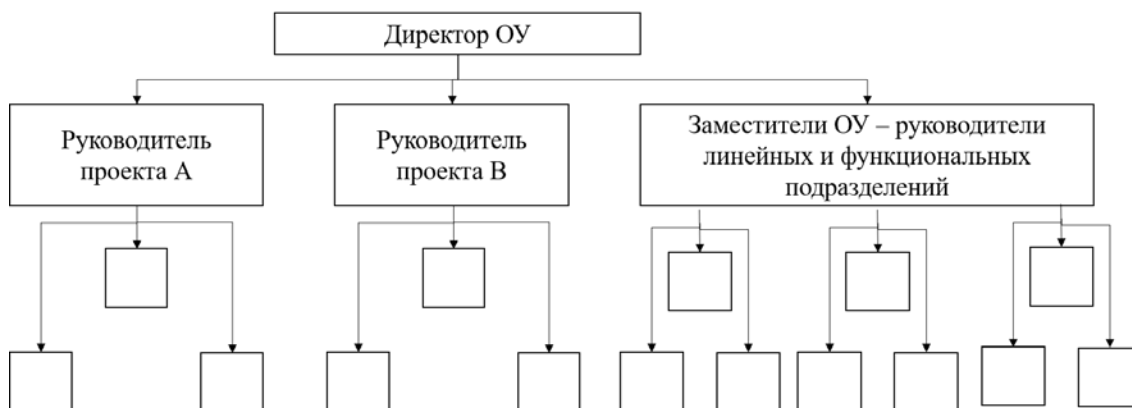 Директор ОУ
Руководитель
проекта А
Руководитель
проекта В
Заместители ОУ – руководители
линейных и функциональных
подразделений